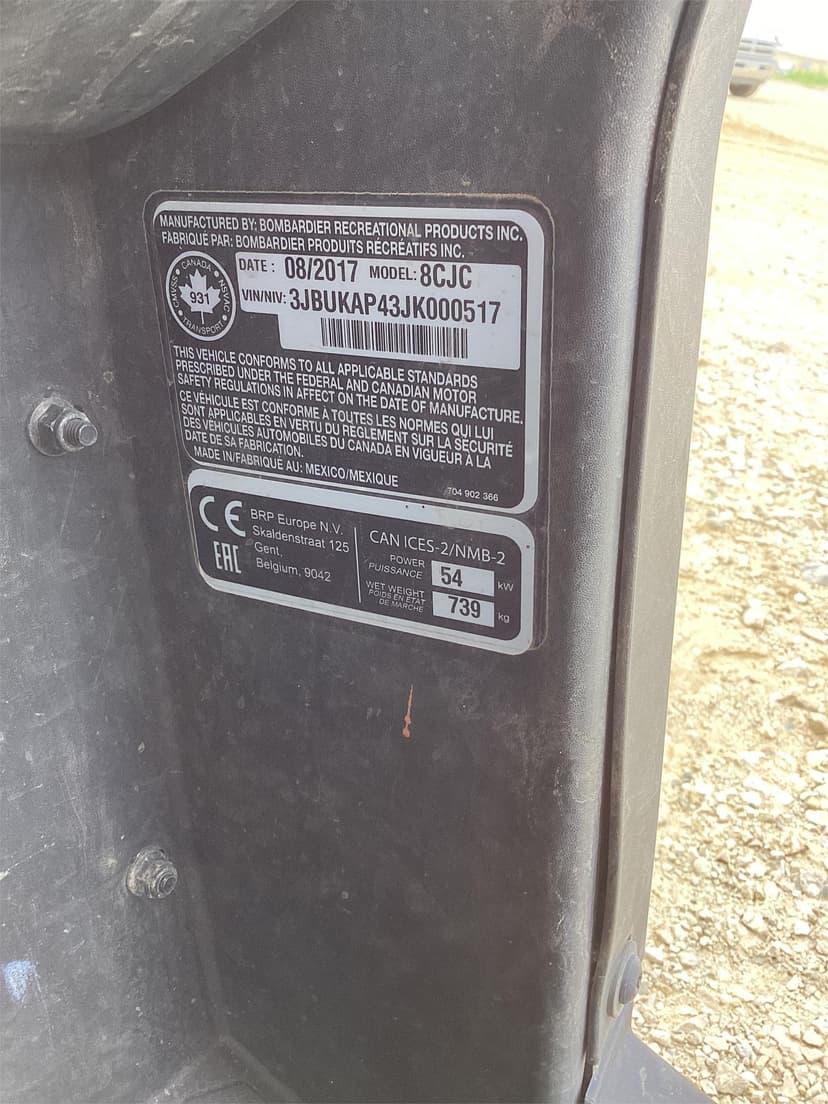 MANUFACTURED BY: BOMBARDIER RECREATIONAL PRODUCTS INC.
FABRIQUÉ PAR: BOMBARDIER PRODUITS RÉCRÉATIFS INC.
CANADA
CMVSS 931 NSVAC
TRANSPORT
DATE : 08/2017 MODEL: 8CJC
VIN/NIV: 3JBUKAP43JK000517
THIS VEHICLE CONFORMS TO ALL APPLICABLE STANDARDS
PRESCRIBED UNDER THE FEDERAL AND CANADIAN MOTOR
SAFETY REGULATIONS IN AFFECT ON THE DATE OF MANUFACTURE.
CE VÉHICULE EST CONFORME À TOUTES LES NORMES QUI LUI
SONT APPLICABLES EN VERTU DU REGLEMENT SUR LA SÉCURITÉ
DES VÉHICULES AUTOMOBILES DU CANADA EN VIGUEUR À LA
DATE DE SA FABRICATION.
MADE IN/FABRIQUÉ AU: MEXICO/MEXIQUE
704 902 366
CE
EAC
BRP Europe N.V.
Skaldenstraat 125
Gent.
Belgium, 9042
CAN ICES-2/NMB-2
POWER
PUISSANCE 54 kW
WET WEIGHT
POIDS EN ÉTAT
DE MARCHE 739 kg